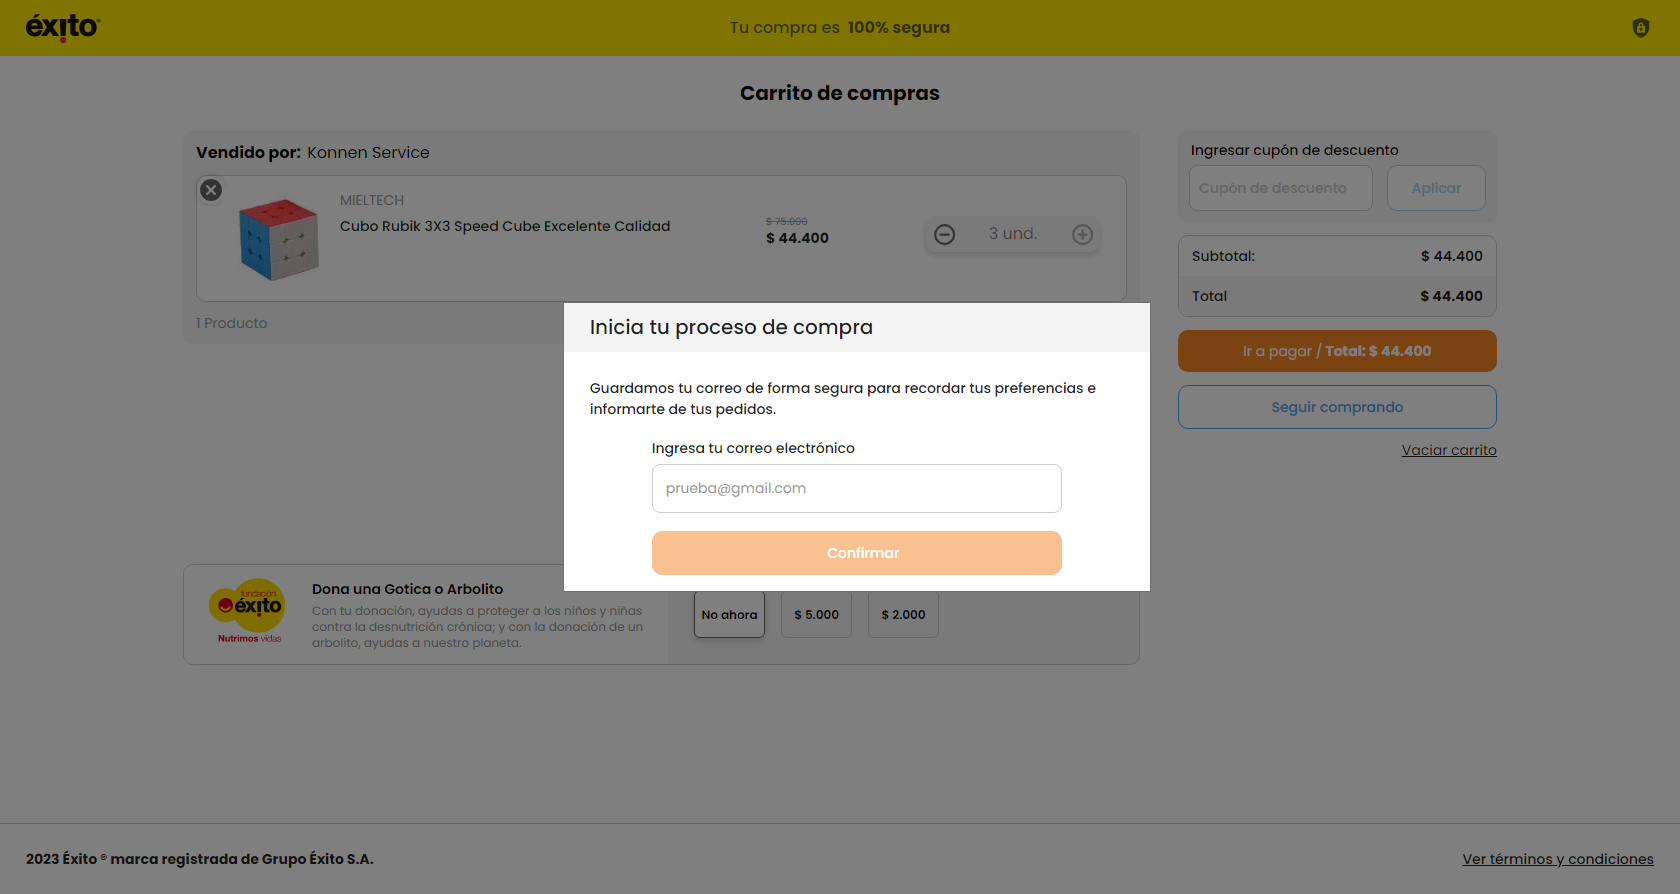 éxito®
Tu compra es 100% segura
Carrito de compras
Vendido por: Konnen Service
MIELTECH
Cubo Rubik 3X3 Speed Cube Excelente Calidad
$ 75.000
$ 44.400
3 und.
1 Producto
Ingresar cupón de descuento
Cupón de descuento
Aplicar
Subtotal: $ 44.400
Total $ 44.400
Ir a pagar / Total: $ 44.400
Seguir comprando
Vaciar carrito
Inicia tu proceso de compra
Guardamos tu correo de forma segura para recordar tus preferencias e
informarte de tus pedidos.
Ingresa tu correo electrónico
prueba@gmail.com
Confirmar
fundación
éxito
Nutrimos vidas
Dona una Gotica o Arbolito
Con tu donación, ayudas a proteger a los niños y niñas
contra la desnutrición crónica; y con la donación de un
arbolito, ayudas a nuestro planeta.
No ahora
$ 5.000
$ 2.000
2023 Éxito ® marca registrada de Grupo Éxito S.A.
Ver términos y condiciones